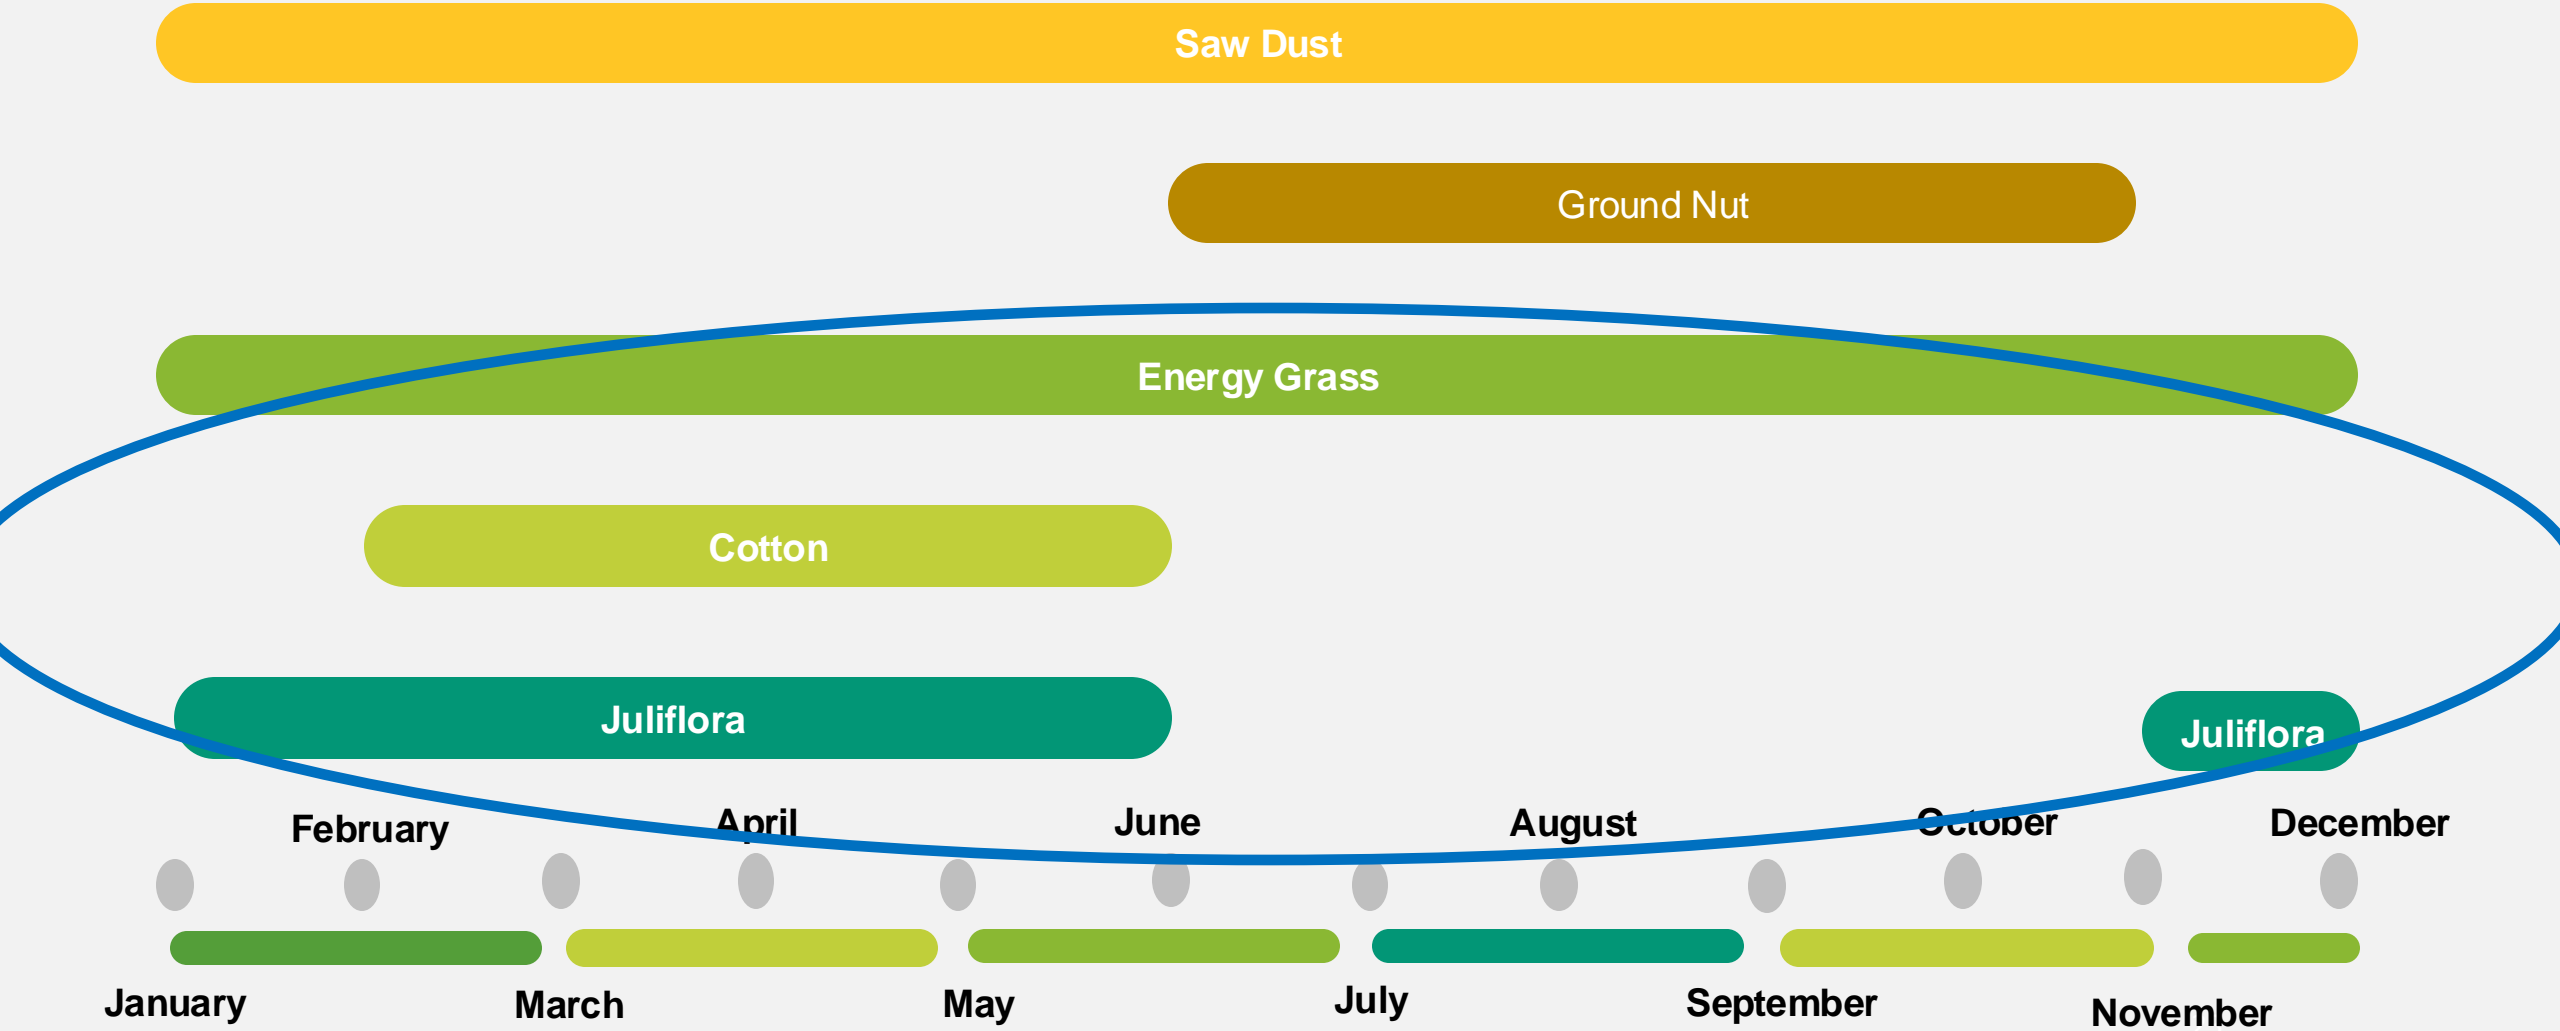 Saw Dust
Ground Nut
Energy Grass
Cotton
Juliflora
Juliflora
February
April
June
August
October
December
January
March
May
July
September
November